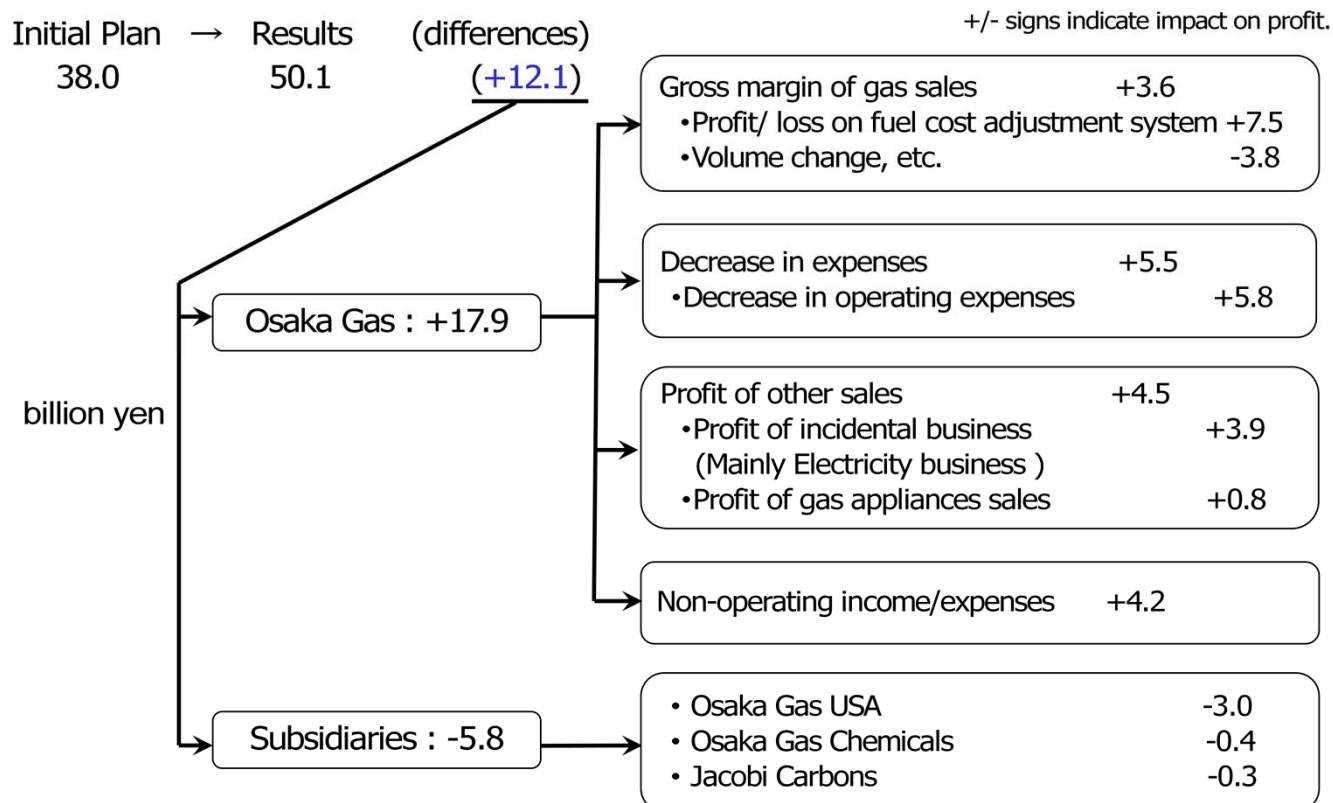 +/- signs indicate impact on profit.
Initial Plan → Results (differences)
38.0 50.1 (+12.1)
Gross margin of gas sales +3.6
•Profit/ loss on fuel cost adjustment system +7.5
•Volume change, etc. -3.8
Decrease in expenses +5.5
•Decrease in operating expenses +5.8
Osaka Gas : +17.9
Profit of other sales +4.5
•Profit of incidental business +3.9
(Mainly Electricity business )
•Profit of gas appliances sales +0.8
billion yen
Non-operating income/expenses +4.2
Subsidiaries : -5.8
• Osaka Gas USA -3.0
• Osaka Gas Chemicals -0.4
• Jacobi Carbons -0.3